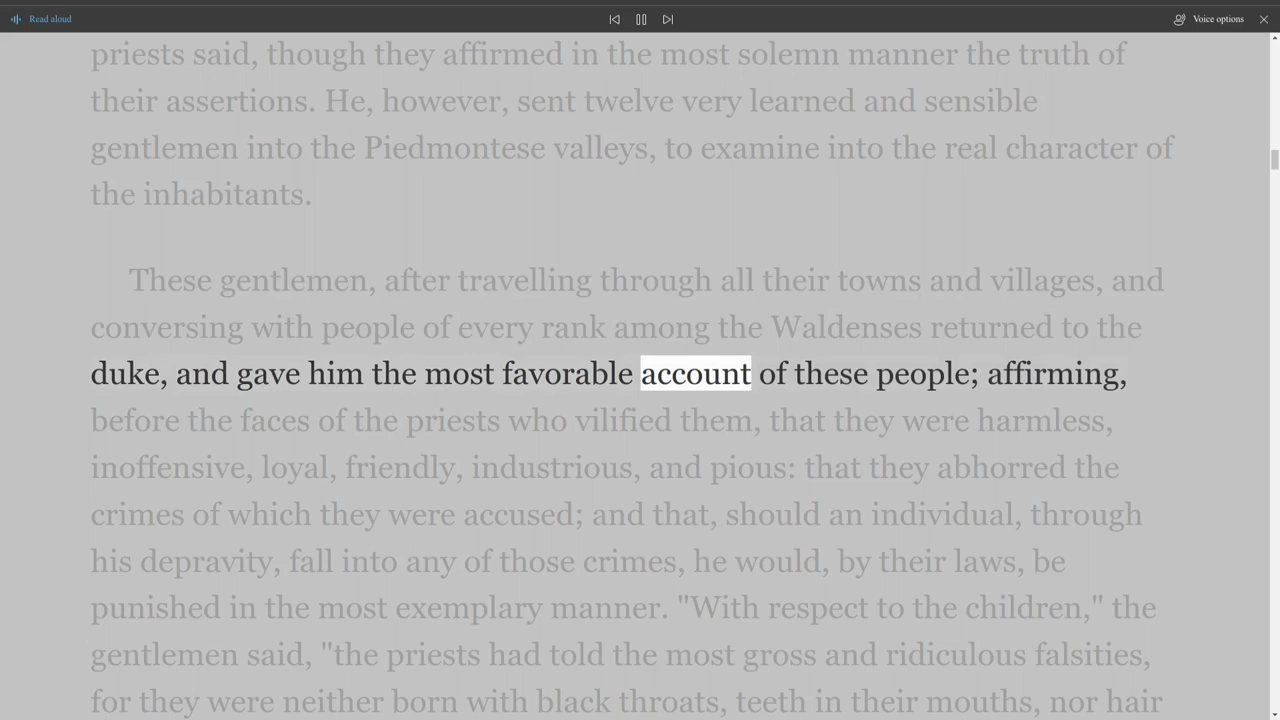 Read aloud
Voice options
priests said, though they affirmed in the most solemn manner the truth of
their assertions. He, however, sent twelve very learned and sensible
gentlemen into the Piedmontese valleys, to examine into the real character of
the inhabitants.
These gentlemen, after travelling through all their towns and villages, and
conversing with people of every rank among the Waldenses returned to the
duke, and gave him the most favorable account of these people; affirming,
before the faces of the priests who vilified them, that they were harmless,
inoffensive, loyal, friendly, industrious, and pious: that they abhorred the
crimes of which they were accused; and that, should an individual, through
his depravity, fall into any of those crimes, he would, by their laws, be
punished in the most exemplary manner. "With respect to the children," the
gentlemen said, "the priests had told the most gross and ridiculous falsities,
for they were neither born with black throats, teeth in their mouths, nor hair